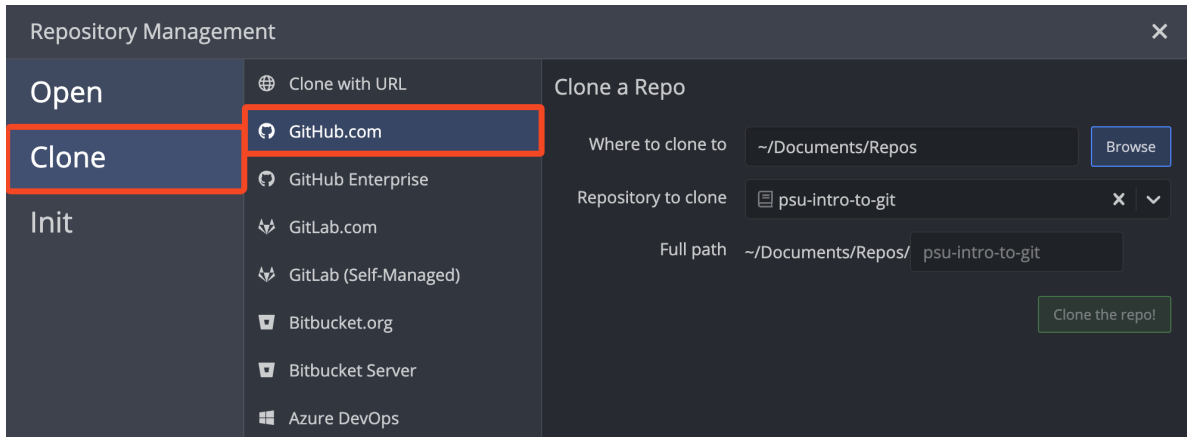 Repository Management
Open
Clone
Init
Clone with URL
GitHub.com
GitHub Enterprise
GitLab.com
GitLab (Self-Managed)
Bitbucket.org
Bitbucket Server
Azure DevOps
Clone a Repo
Where to clone to ~/Documents/Repos Browse
Repository to clone psu-intro-to-git
Full path ~/Documents/Repos/ psu-intro-to-git
Clone the repo!